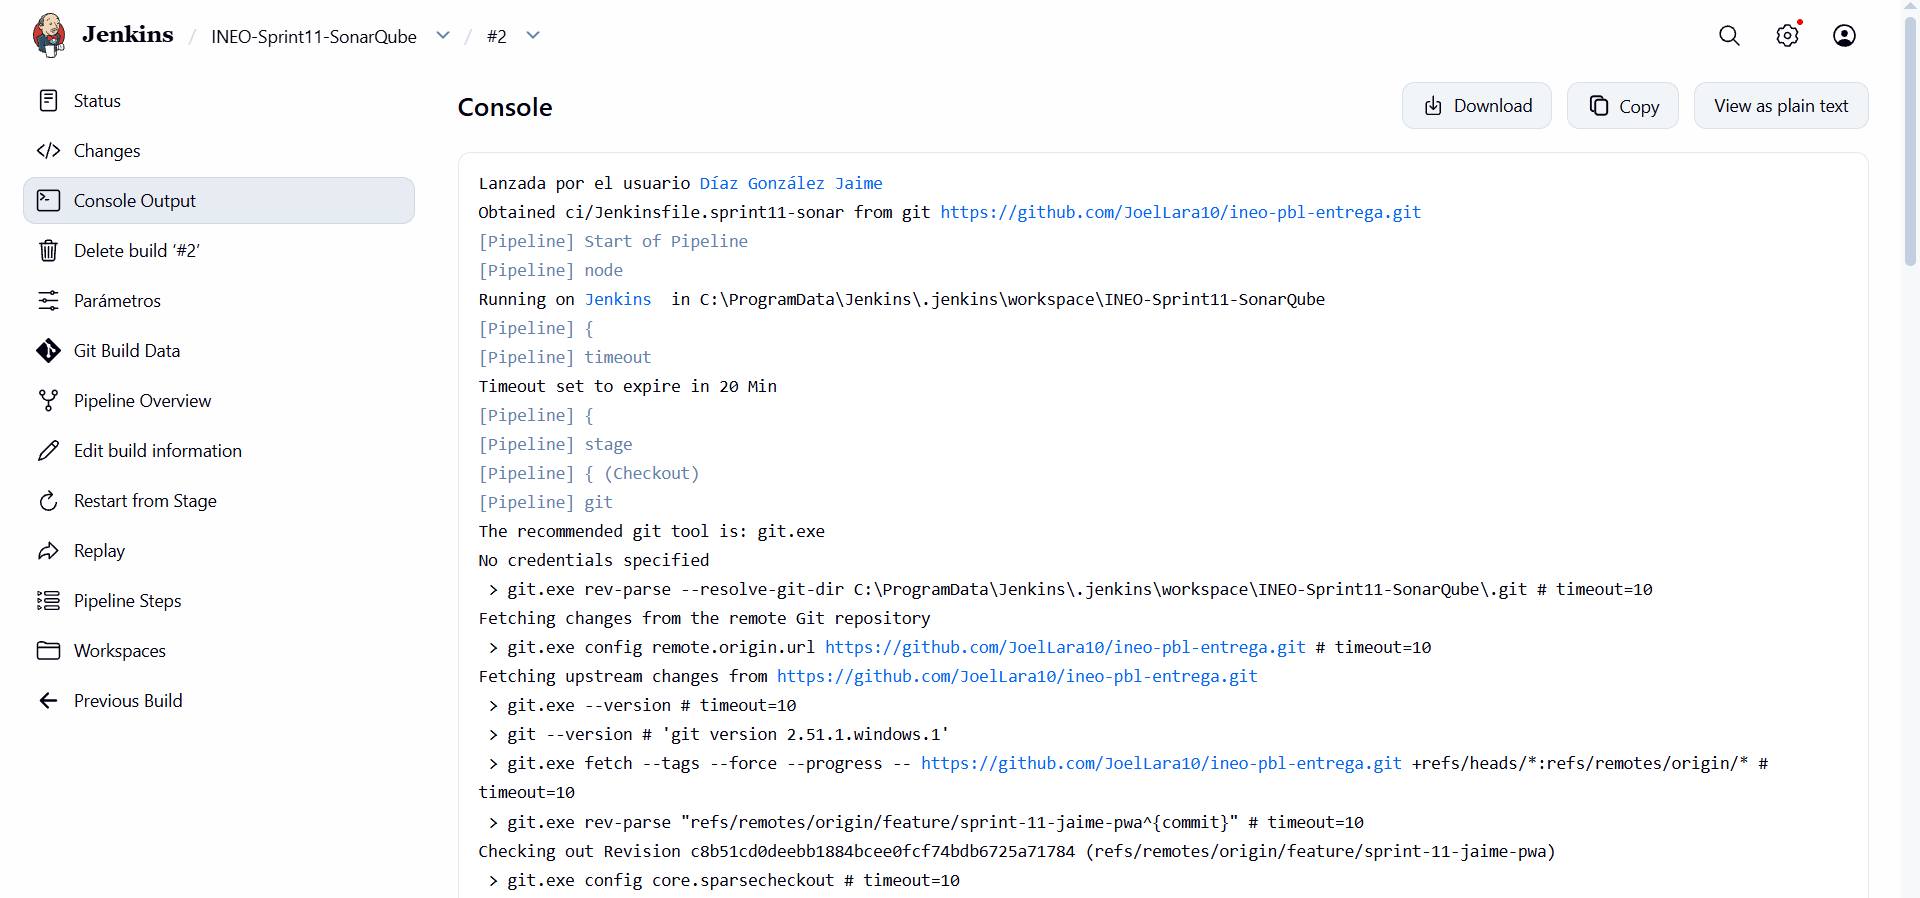 Jenkins / INEO-Sprint11-SonarQube / #2
Status
Changes
Console Output
Delete build ‘#2’
Parámetros
Git Build Data
Pipeline Overview
Edit build information
Restart from Stage
Replay
Pipeline Steps
Workspaces
Previous Build
Console
Download
Copy
View as plain text
Lanzada por el usuario Díaz González Jaime
Obtained ci/Jenkinsfile.sprint11-sonar from git https://github.com/JoelLara10/ineo-pbl-entrega.git
[Pipeline] Start of Pipeline
[Pipeline] node
Running on Jenkins in C:\ProgramData\Jenkins\.jenkins\workspace\INEO-Sprint11-SonarQube
[Pipeline] {
[Pipeline] timeout
Timeout set to expire in 20 Min
[Pipeline] {
[Pipeline] stage
[Pipeline] { (Checkout)
[Pipeline] git
The recommended git tool is: git.exe
No credentials specified
> git.exe rev-parse --resolve-git-dir C:\ProgramData\Jenkins\.jenkins\workspace\INEO-Sprint11-SonarQube\.git # timeout=10
Fetching changes from the remote Git repository
> git.exe config remote.origin.url https://github.com/JoelLara10/ineo-pbl-entrega.git # timeout=10
Fetching upstream changes from https://github.com/JoelLara10/ineo-pbl-entrega.git
> git.exe --version # timeout=10
> git --version # 'git version 2.51.1.windows.1'
> git.exe fetch --tags --force --progress -- https://github.com/JoelLara10/ineo-pbl-entrega.git +refs/heads/*:refs/remotes/origin/* #
timeout=10
> git.exe rev-parse "refs/remotes/origin/feature/sprint-11-jaime-pwa^{commit}" # timeout=10
Checking out Revision c8b51cd0deebb1884bcee0fcf74bdb6725a71784 (refs/remotes/origin/feature/sprint-11-jaime-pwa)
> git.exe config core.sparsecheckout # timeout=10